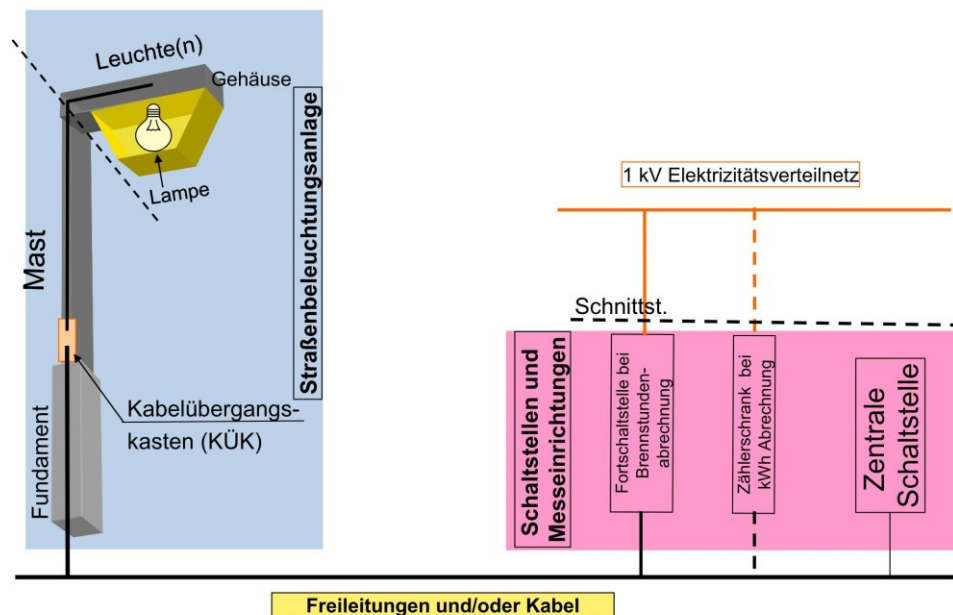 Leuchte(n)
Gehäuse
Lampe
Mast
Straßenbeleuchtungsanlage
Kabelübergangs-
kasten (KÜK)
Fundament
1 kV Elektrizitätsverteilnetz
Schnittst.
Schaltstellen und
Messeinrichtungen
Fortschaltstelle bei
Brennstunden-
abrechnung
Zählerschrank bei
kWh Abrechnung
Zentrale
Schaltstelle
Freileitungen und/oder Kabel